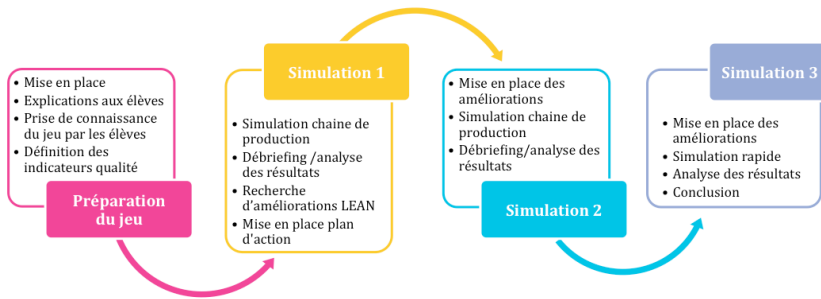 • Mise en place
• Explications aux élèves
• Prise de connaissance
du jeu par les élèves
• Définition des
indicateurs qualité
Préparation
du jeu
Simulation 1
• Simulation chaine de
production
• Débriefing /analyse
des résultats
• Recherche
d'améliorations LEAN
• Mise en place plan
d'action
• Mise en place des
améliorations
• Simulation chaine de
production
• Débriefing/analyse des
résultats
Simulation 2
Simulation 3
• Mise en place des
améliorations
• Simulation rapide
• Analyse des résultats
• Conclusion